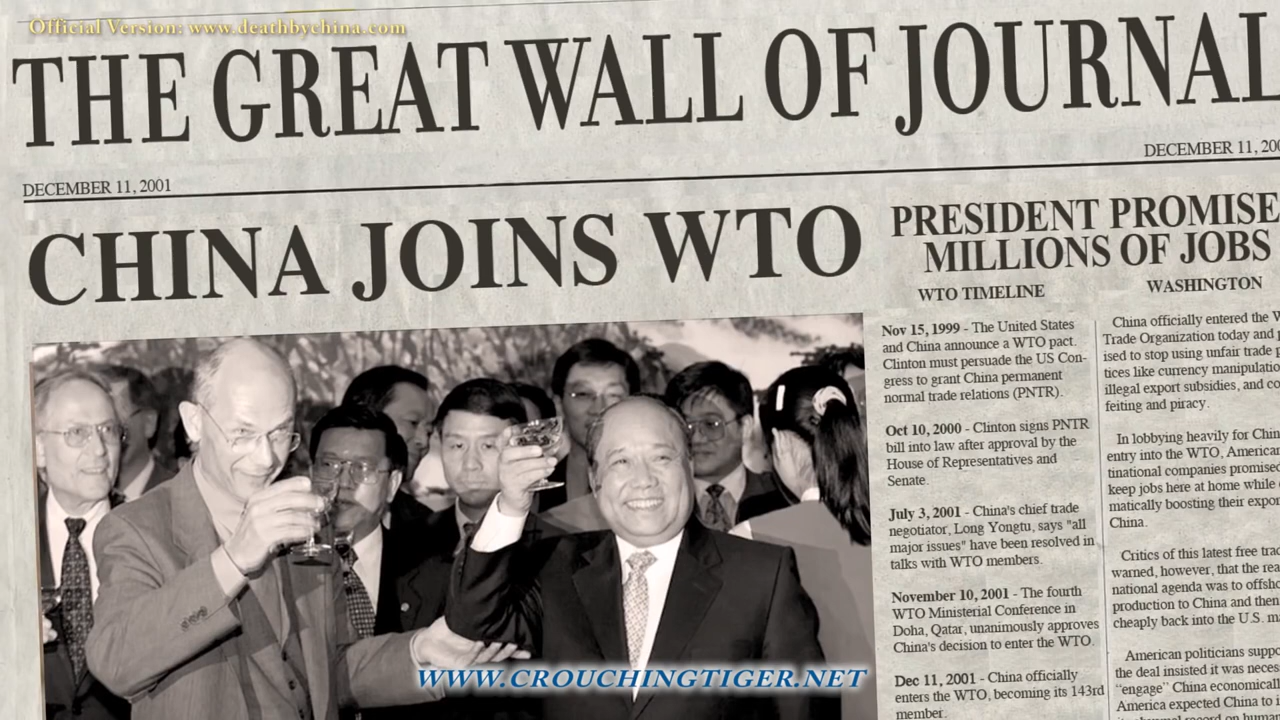 Official Version: www.deathbychina.com
THE GREAT WALL OF JOURNAL
DECEMBER 11, 2001
DECEMBER 11, 200
CHINA JOINS WTO
PRESIDENT PROMISE
MILLIONS OF JOBS
WTO TIMELINE
Nov 15, 1999 - The United States
and China announce a WTO pact.
Clinton must persuade the US Con-
gress to grant China permanent
normal trade relations (PNTR).
Oct 10, 2000 - Clinton signs PNTR
bill into law after approval by the
House of Representatives and
Senate.
July 3, 2001 - China's chief trade
negotiator, Long Yongtu, says "all
major issues" have been resolved in
talks with WTO members.
November 10, 2001 - The fourth
WTO Ministerial Conference in
Doha, Qatar, unanimously approves
China's decision to enter the WTO.
Dec 11, 2001 - China officially
enters the WTO, becoming its 143rd
member.
WASHINGTON
China officially entered the W
Trade Organization today and p
ised to stop using unfair trade p
tices like currency manipulatio
illegal export subsidies, and co
feiting and piracy.
In lobbying heavily for Chin
entry into the WTO, American
tinational companies promised
keep jobs here at home while
matically boosting their expor
China.
Critics of this latest free trad
warned, however, that the rea
national agenda was to offsho
production to China and then
cheaply back into the U.S. ma
American politicians suppo
the deal insisted it was neces
"engage" China economicall
America expected China to i
record on human
WWW.CROUCHINGTIGER.NET